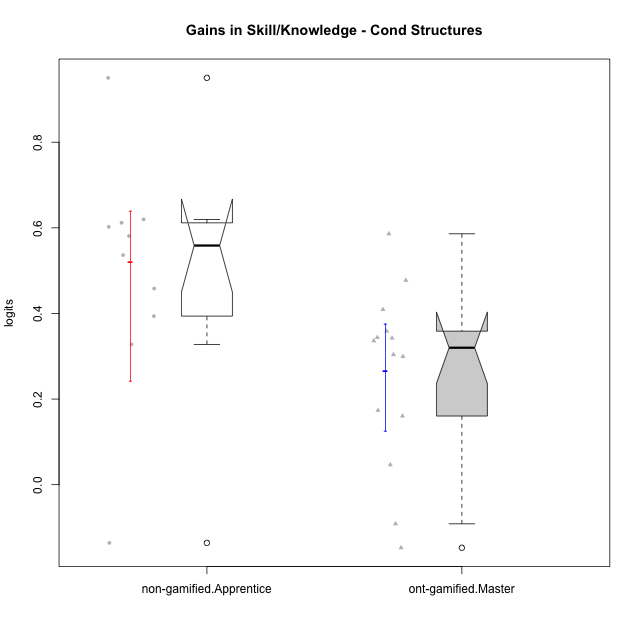 Gains in Skill/Knowledge - Cond Structures
logits
0.8
0.6
0.4
0.2
0.0
non-gamified.Apprentice
ont-gamified.Master